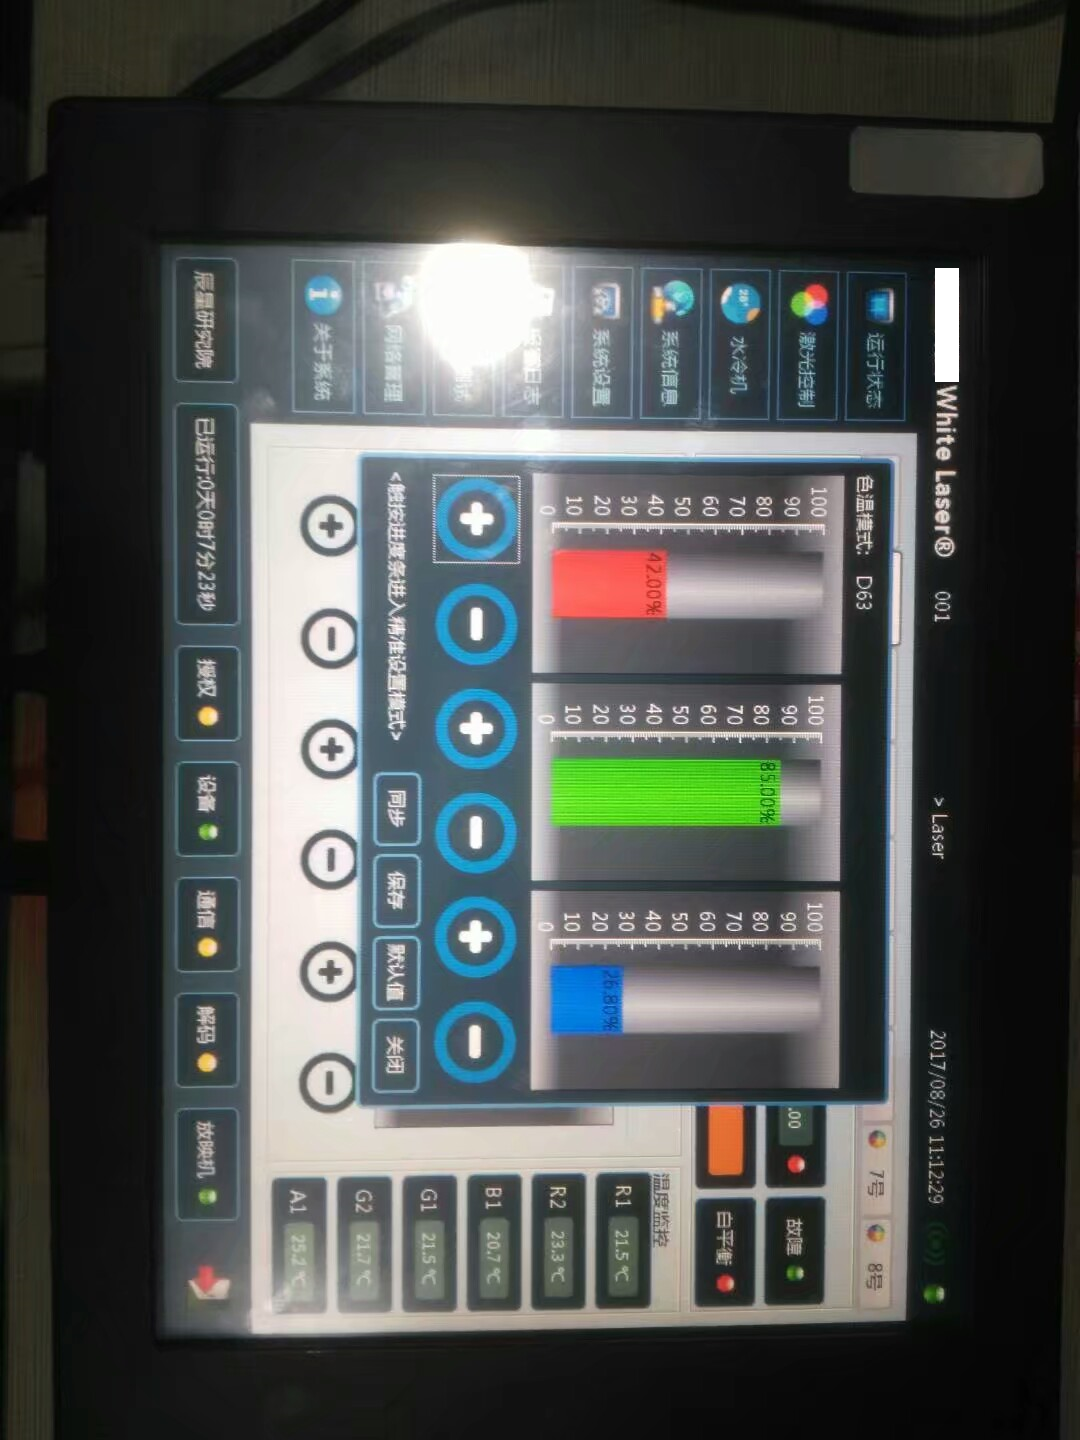 White Laser® 001 > Laser 2017/08/26 11:12:29
运行状态
激光控制
水冷机
系统信息
系统设置
网络管理
关于系统
7号 8号
色温模式: D63
100 90 80 70 60 50 40 30 20 10 0
42.00%
100 90 80 70 60 50 40 30 20 10 0
85.00%
100 90 80 70 60 50 40 30 20 10 0
26.80%
<触按进度条进入精准设置模式>
同步 保存 默认值 关闭
.00 故障
白平衡
温度监控
R1 21.5℃
R2 23.3℃
B1 20.7℃
G1 21.5℃
G2 21.7℃
A1 25.2℃
辰星研究院 已运行:0天0时7分23秒 授权 设备 通信 解码 放映机